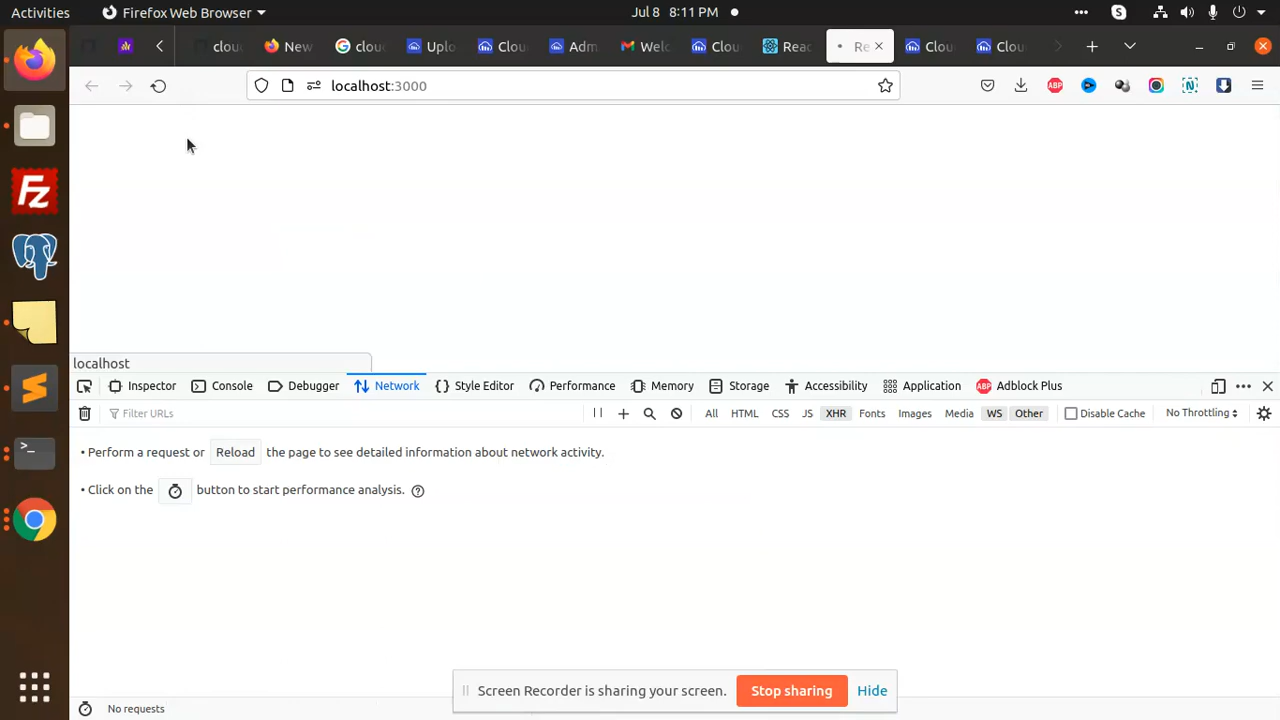 Activities Firefox Web Browser Jul 8 8:11 PM
clou New clou Uplo Clou Adm Welc Clou Reac Re Clou Clou
localhost:3000
localhost
Inspector Console Debugger Network Style Editor Performance Memory Storage Accessibility Application Adblock Plus
Filter URLs All HTML CSS JS XHR Fonts Images Media WS Other Disable Cache No Throttling
• Perform a request or Reload the page to see detailed information about network activity.
• Click on the button to start performance analysis.
Screen Recorder is sharing your screen. Stop sharing Hide
No requests